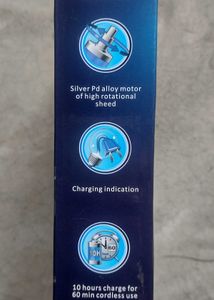 Silver Pd alloy motor
of high rotational
sheed
Charging indication
10 hours charge for
60 min cordless use